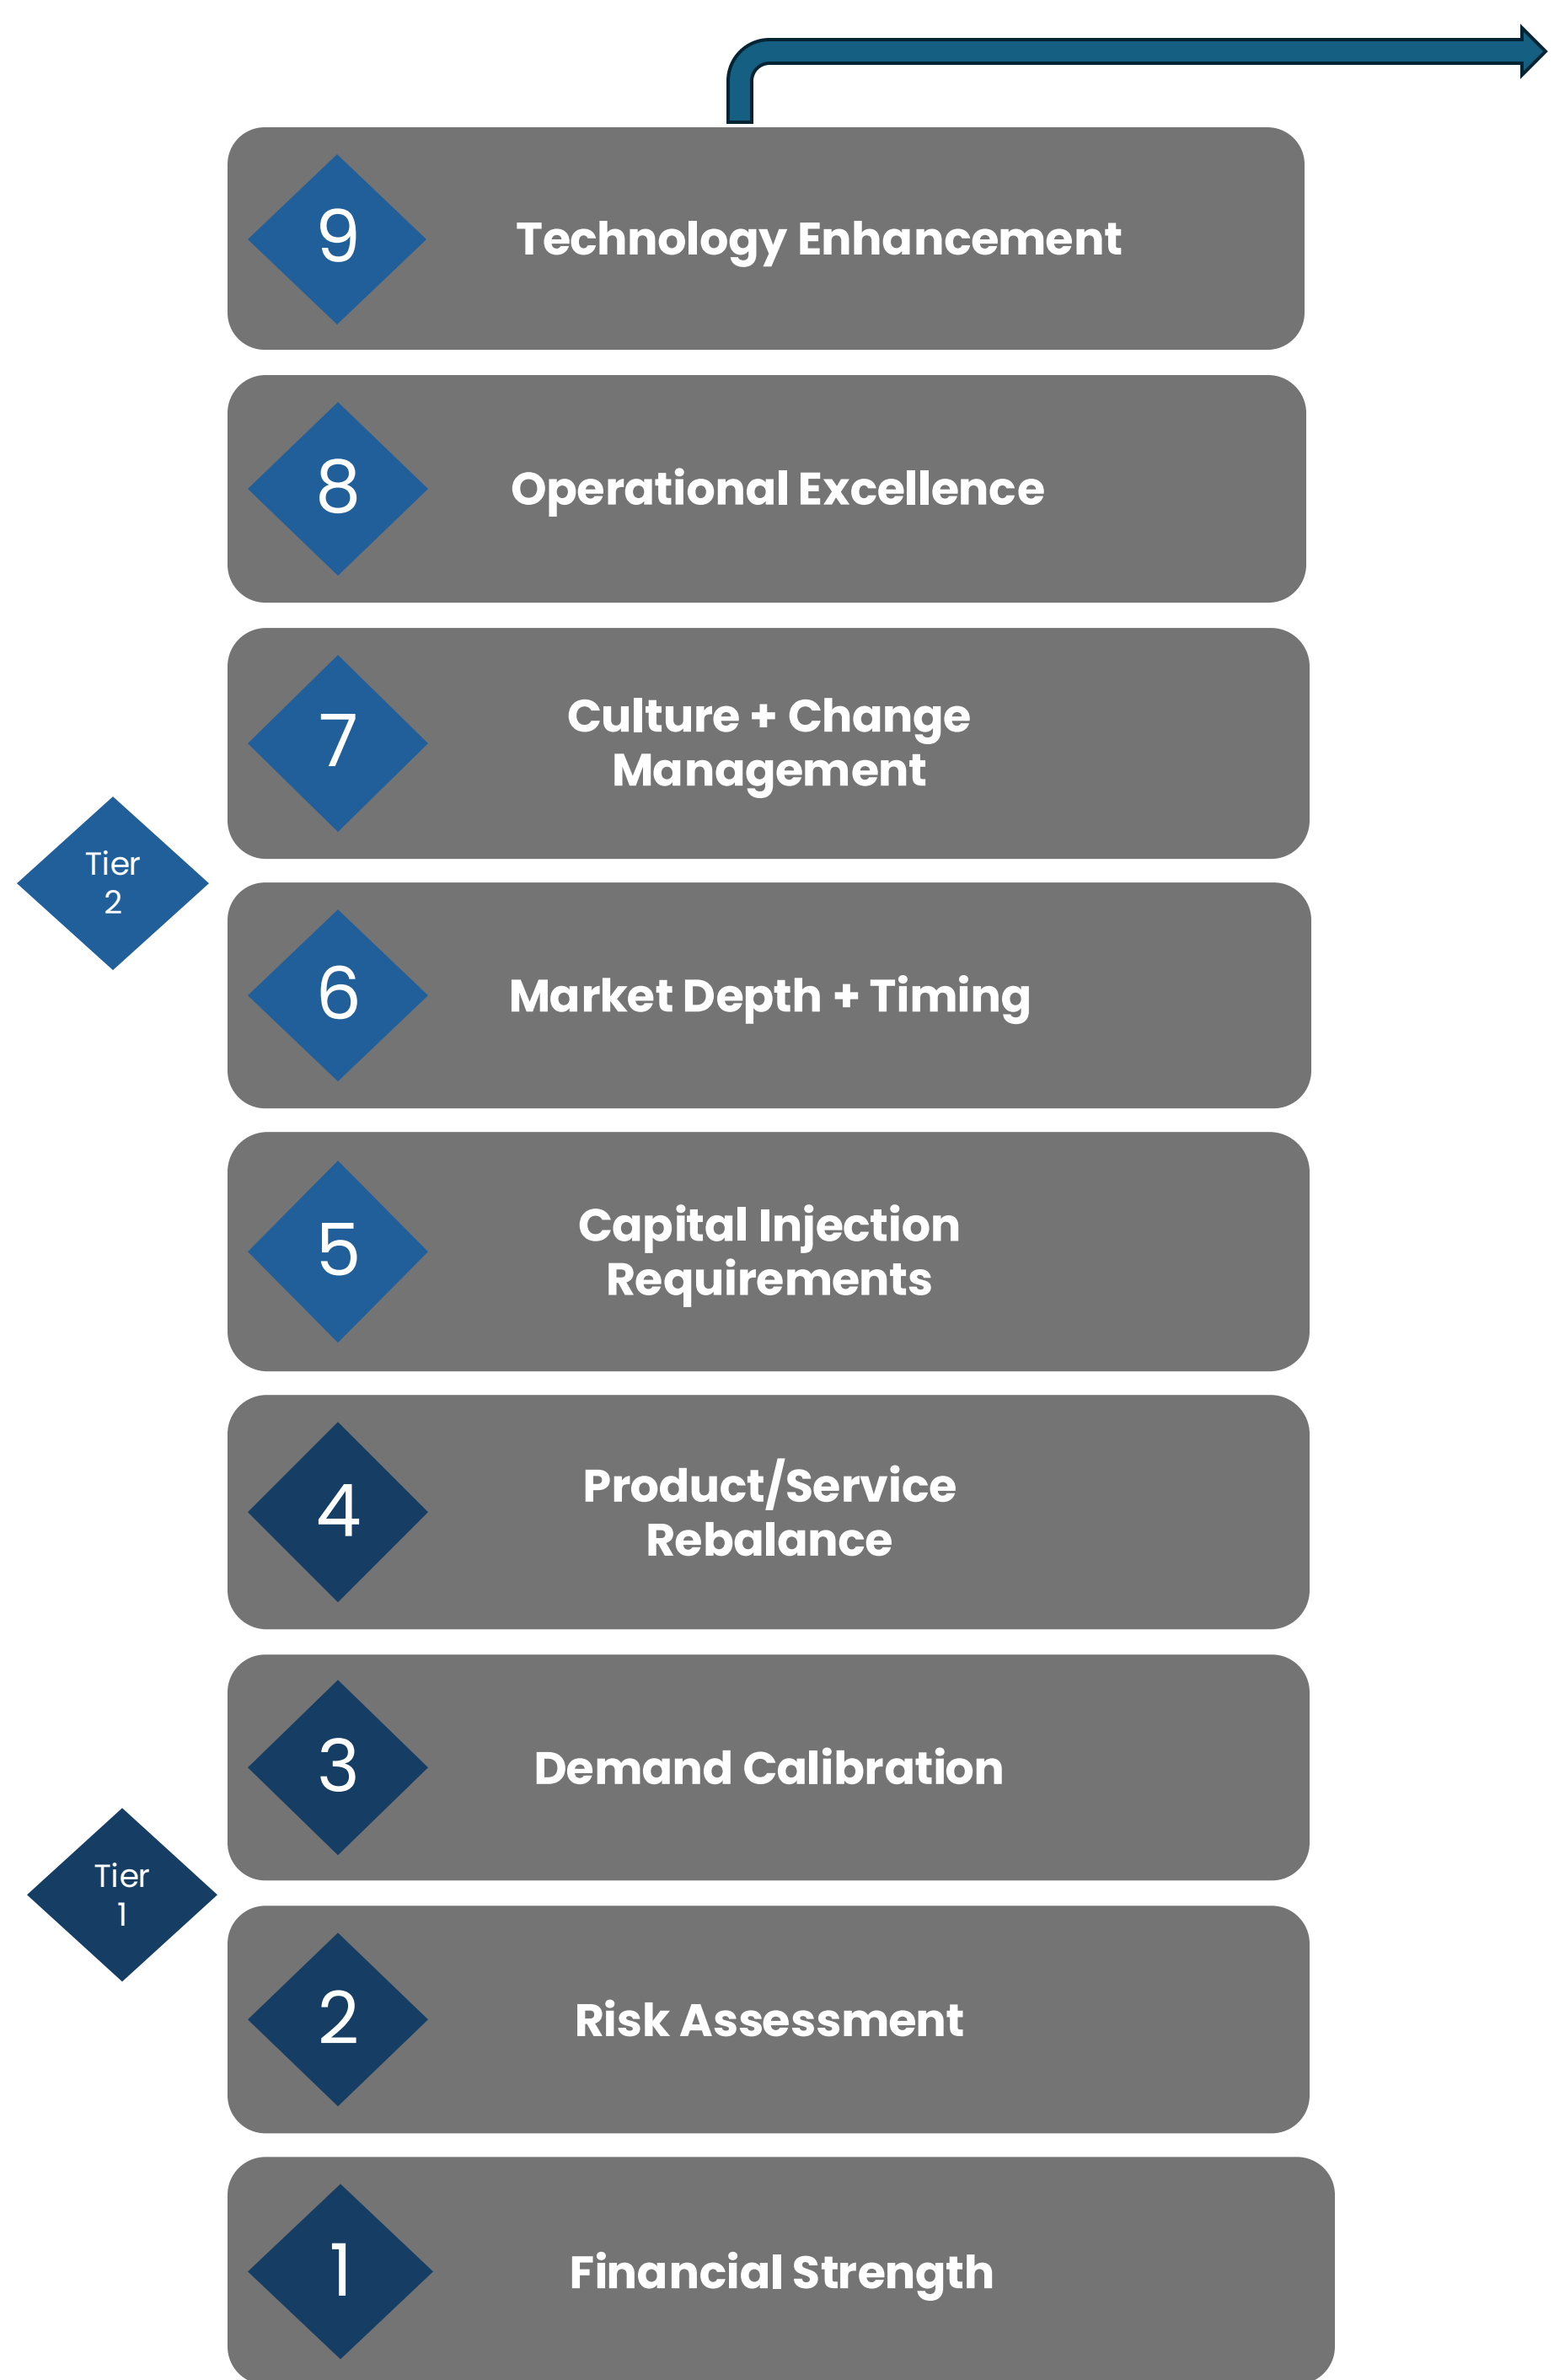 9
Technology Enhancement
8
Operational Excellence
7
Culture + Change
Management
Tier
2
6
Market Depth + Timing
5
Capital Injection
Requirements
4
Product/Service
Rebalance
3
Demand Calibration
Tier
1
2
Risk Assessment
1
Financial Strength